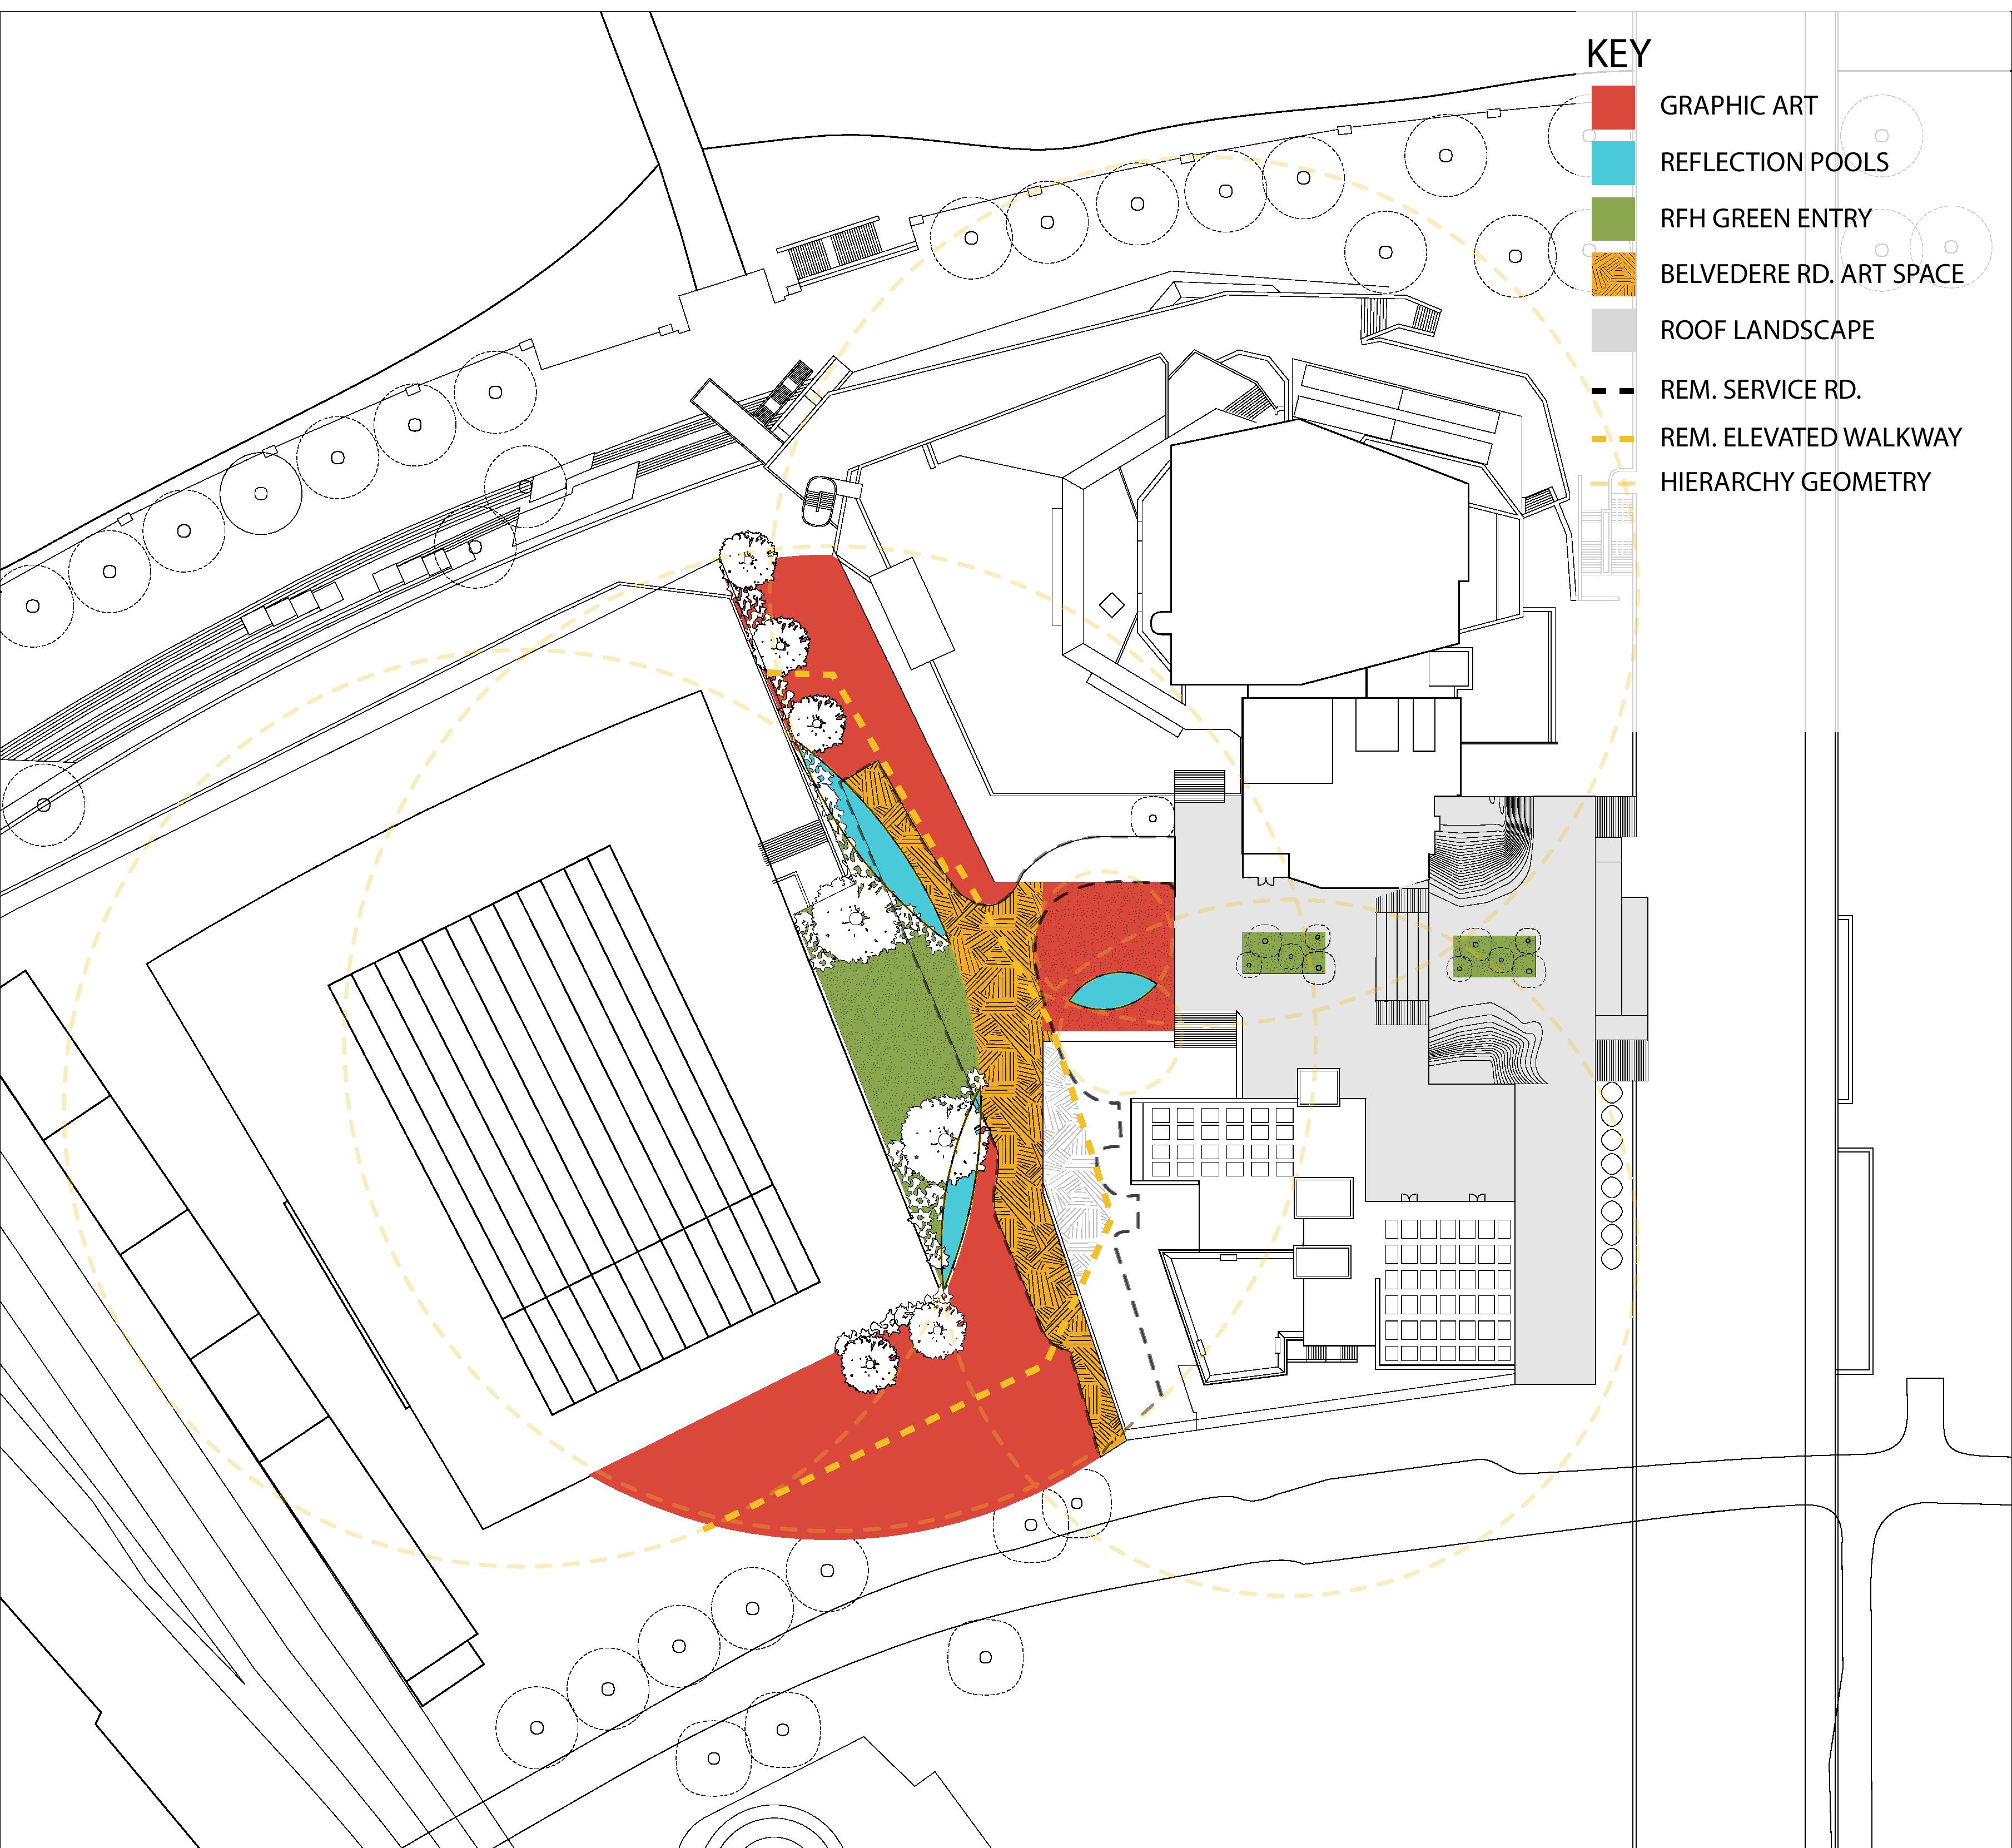 KEY
GRAPHIC ART
REFLECTION POOLS
RFH GREEN ENTRY
BELVEDERE RD. ART SPACE
ROOF LANDSCAPE
REM. SERVICE RD.
REM. ELEVATED WALKWAY
HIERARCHY GEOMETRY